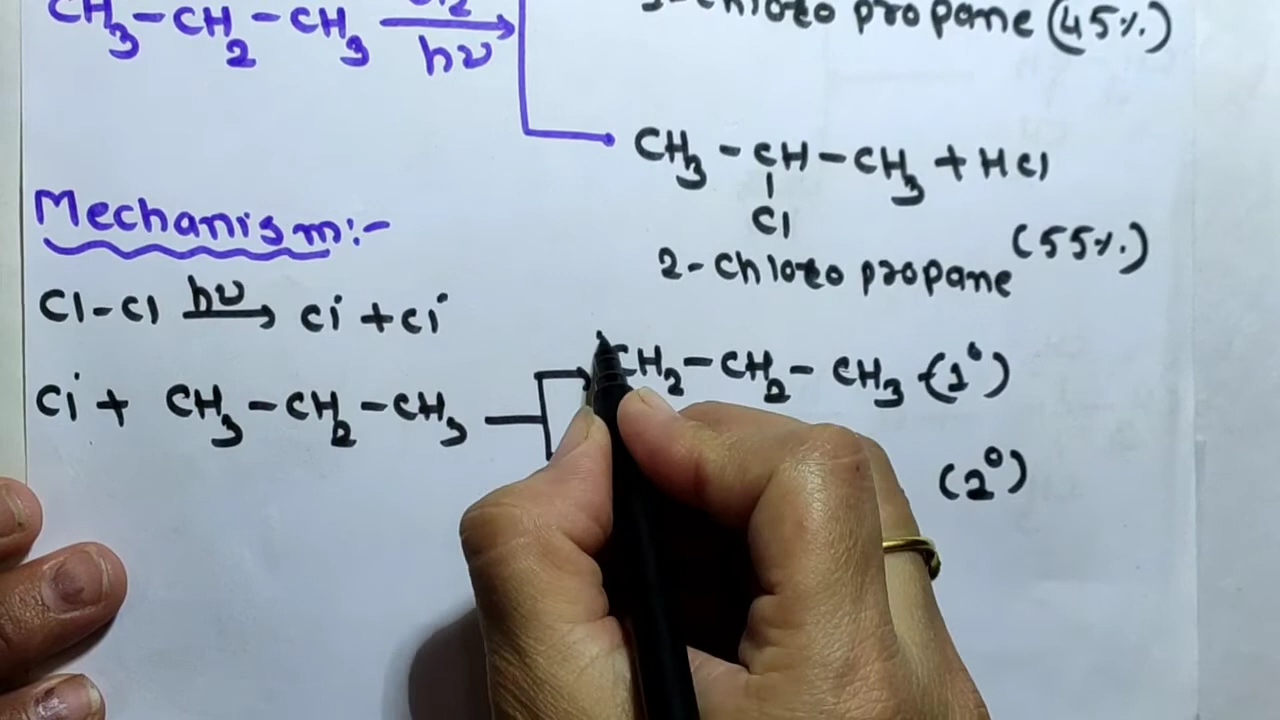 CH3-CH2-CH3 hν
chloro propane (45%)
CH3-CH-CH3+HCl
Cl
(55%)
2-chloro propane
Mechanism:-
Cl-Cl hν Cl• + Cl•
CH2-CH2-CH3 (1°)
Cl• + CH3-CH2-CH3
(2°)